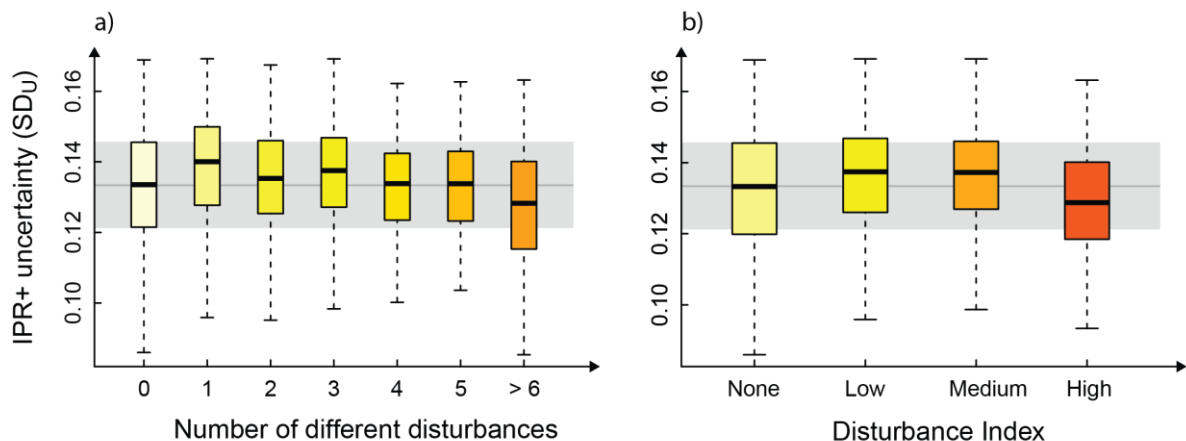 a)
IPR+ uncertainty (SDU)
0.16
0.14
0.12
0.10
0 1 2 3 4 5 > 6
Number of different disturbances
b)
0.16
0.14
0.12
0.10
None Low Medium High
Disturbance Index